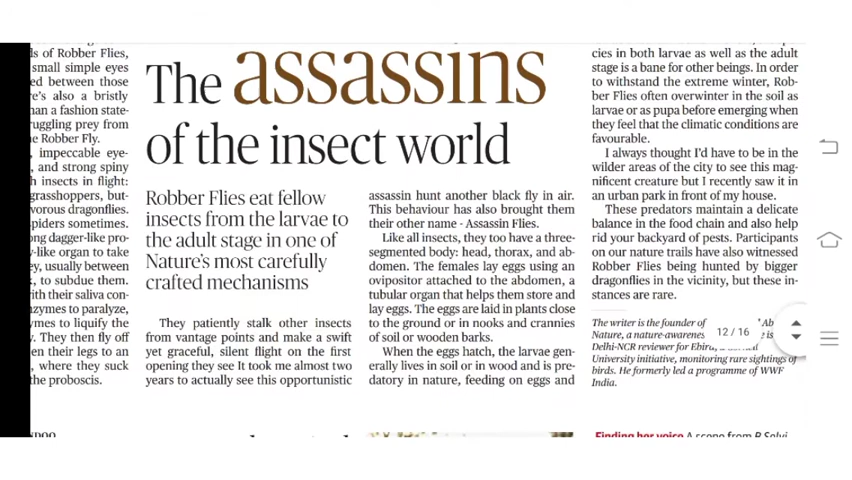 ds of Robber Flies,
small simple eyes
ed between those
re's also a bristly
han a fashion state-
ruggling prey from
e Robber Fly.
, impeccable eye-
, and strong spiny
h insects in flight:
grasshoppers, but-
vorous dragonflies.
spiders sometimes.
ong dagger-like pro-
y-like organ to take
ey, usually between
k, to subdue them.
with their saliva con-
nzymes to paralyze,
ymes to liquify the
y. They then fly off
en their legs to an
, where they suck
the proboscis.
The assassins
of the insect world
Robber Flies eat fellow
insects from the larvae to
the adult stage in one of
Nature's most carefully
crafted mechanisms
They patiently stalk other insects
from vantage points and make a swift
yet graceful, silent flight on the first
opening they see It took me almost two
years to actually see this opportunistic
assassin hunt another black fly in air.
This behaviour has also brought them
their other name - Assassin Flies.
Like all insects, they too have a three-
segmented body: head, thorax, and ab-
domen. The females lay eggs using an
ovipositor attached to the abdomen, a
tubular organ that helps them store and
lay eggs. The eggs are laid in plants close
to the ground or in nooks and crannies
of soil or wooden barks.
When the eggs hatch, the larvae gen-
erally lives in soil or in wood and is pre-
datory in nature, feeding on eggs and
cies in both larvae as well as the adult
stage is a bane for other beings. In order
to withstand the extreme winter, Rob-
ber Flies often overwinter in the soil as
larvae or as pupa before emerging when
they feel that the climatic conditions are
favourable.
I always thought I'd have to be in the
wilder areas of the city to see this mag-
nificent creature but I recently saw it in
an urban park in front of my house.
These predators maintain a delicate
balance in the food chain and also help
rid your backyard of pests. Participants
on our nature trails have also witnessed
Robber Flies being hunted by bigger
dragonflies in the vicinity, but these in-
stances are rare.
The writer is the founder of Ab
Nature, a nature-awarenes e is
Delhi-NCR reviewer for Ebird,
University initiative, monitoring rare sightings of
birds. He formerly led a programme of WWF
India.
12 / 16
Finding her voice A scene from B Selvi